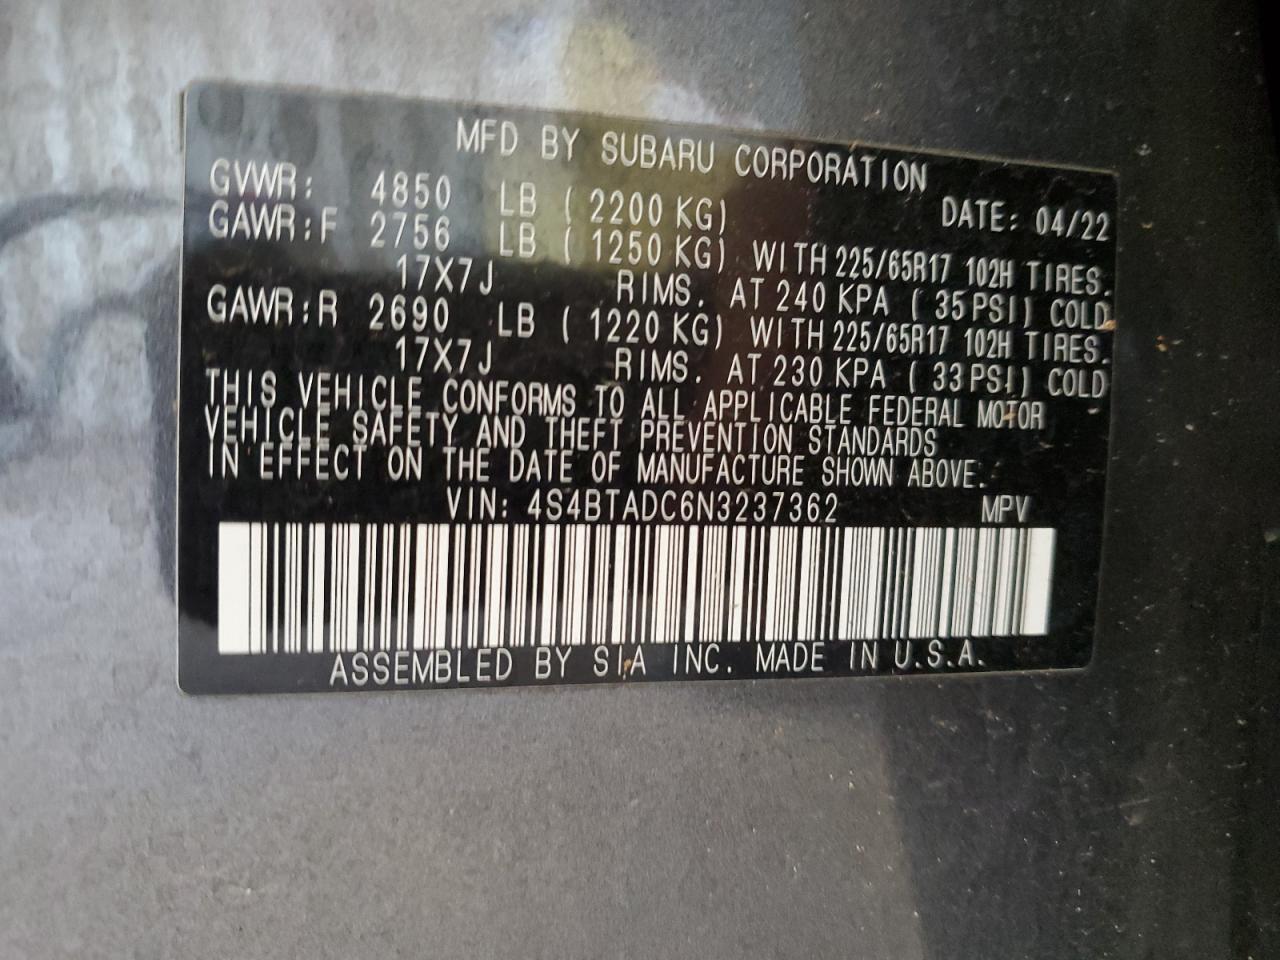 MFD BY SUBARU CORPORATION
GVWR: 4850 LB ( 2200 KG) DATE: 04/22
GAWR:F 2756 LB ( 1250 KG) WITH 225/65R17 102H TIRES.
17X7J RIMS. AT 240 KPA ( 35 PSI) COLD
GAWR:R 2690 LB ( 1220 KG) WITH 225/65R17 102H TIRES.
17X7J RIMS. AT 230 KPA ( 33 PSI) COLD
THIS VEHICLE CONFORMS TO ALL APPLICABLE FEDERAL MOTOR
VEHICLE SAFETY AND THEFT PREVENTION STANDARDS
IN EFFECT ON THE DATE OF MANUFACTURE SHOWN ABOVE.
VIN: 4S4BTADC6N3237362 MPV
ASSEMBLED BY SIA INC. MADE IN U.S.A.